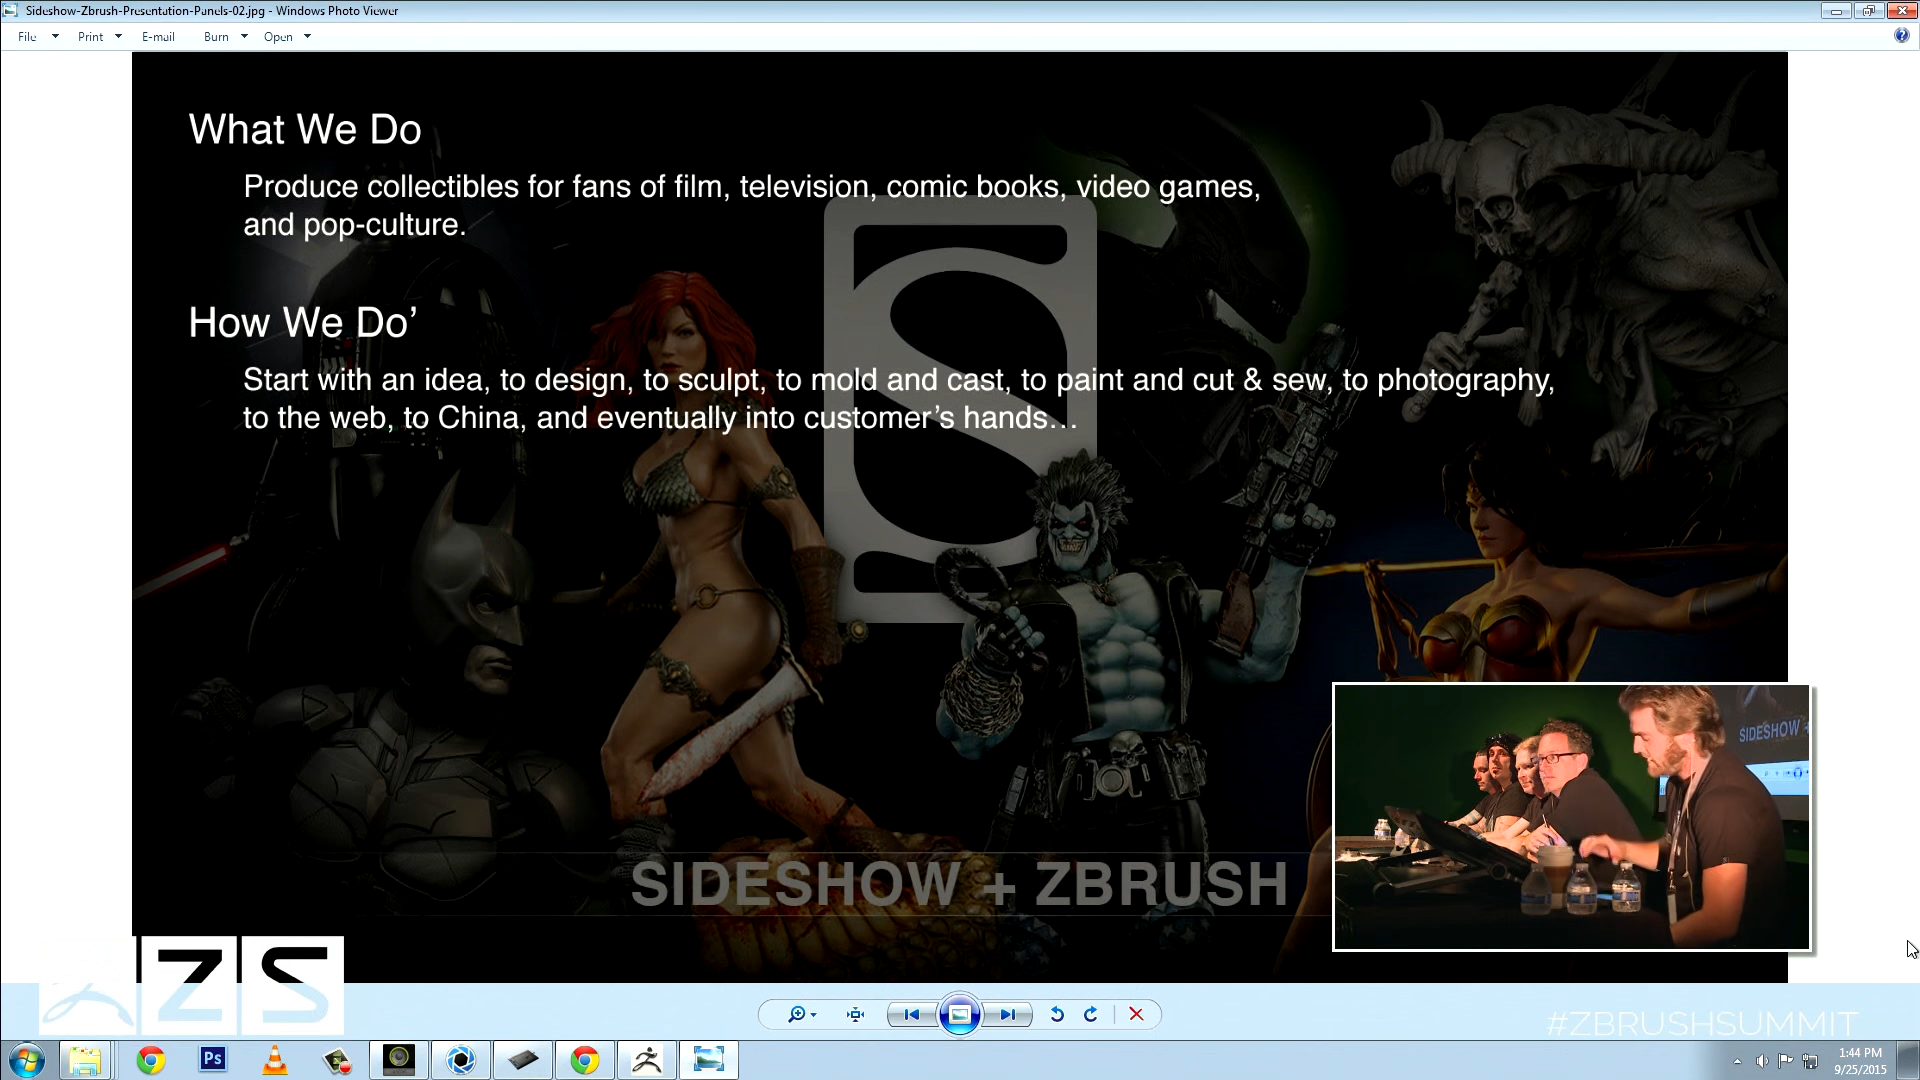 Sideshow-Zbrush-Presentation-Panels-02.jpg - Windows Photo Viewer
File Print E-mail Burn Open
What We Do
Produce collectibles for fans of film, television, comic books, video games,
and pop-culture.
How We Do’
Start with an idea, to design, to sculpt, to mold and cast, to paint and cut & sew, to photography,
to the web, to China, and eventually into customer’s hands…
SIDESHOW +
SIDESHOW + ZBRUSH
ZS
#ZBRUSHSUMMIT
Ps
1:44 PM
9/25/2015